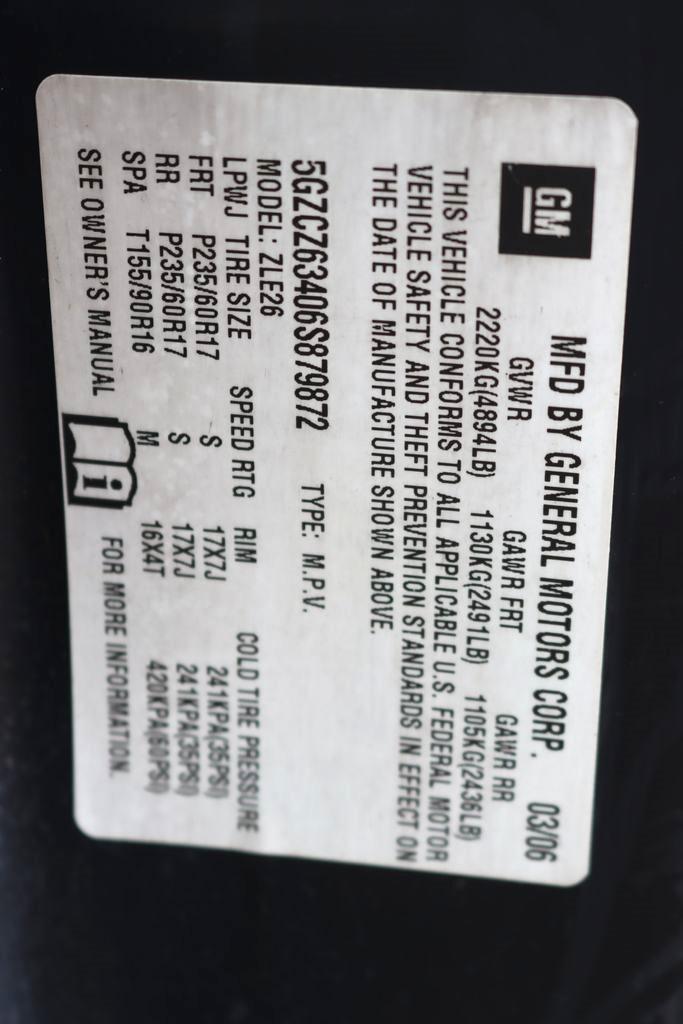 GM MFD BY GENERAL MOTORS CORP. 03/06
GVWR GAWR FRT GAWR RR
2220KG(4894LB) 1130KG(2491LB) 1105KG(2436LB)
THIS VEHICLE CONFORMS TO ALL APPLICABLE U.S. FEDERAL MOTOR
VEHICLE SAFETY AND THEFT PREVENTION STANDARDS IN EFFECT ON
THE DATE OF MANUFACTURE SHOWN ABOVE.
5GZCZ63406S879872 TYPE: M.P.V.
MODEL: ZLE26
LPWJ TIRE SIZE SPEED RTG RIM COLD TIRE PRESSURE
FRT P235/60R17 S 17X7J 241KPA(35PSI)
RR P235/60R17 S 17X7J 241KPA(35PSI)
SPA T155/90R16 M 16X4T 420KPA(60PSI)
SEE OWNER'S MANUAL i FOR MORE INFORMATION.